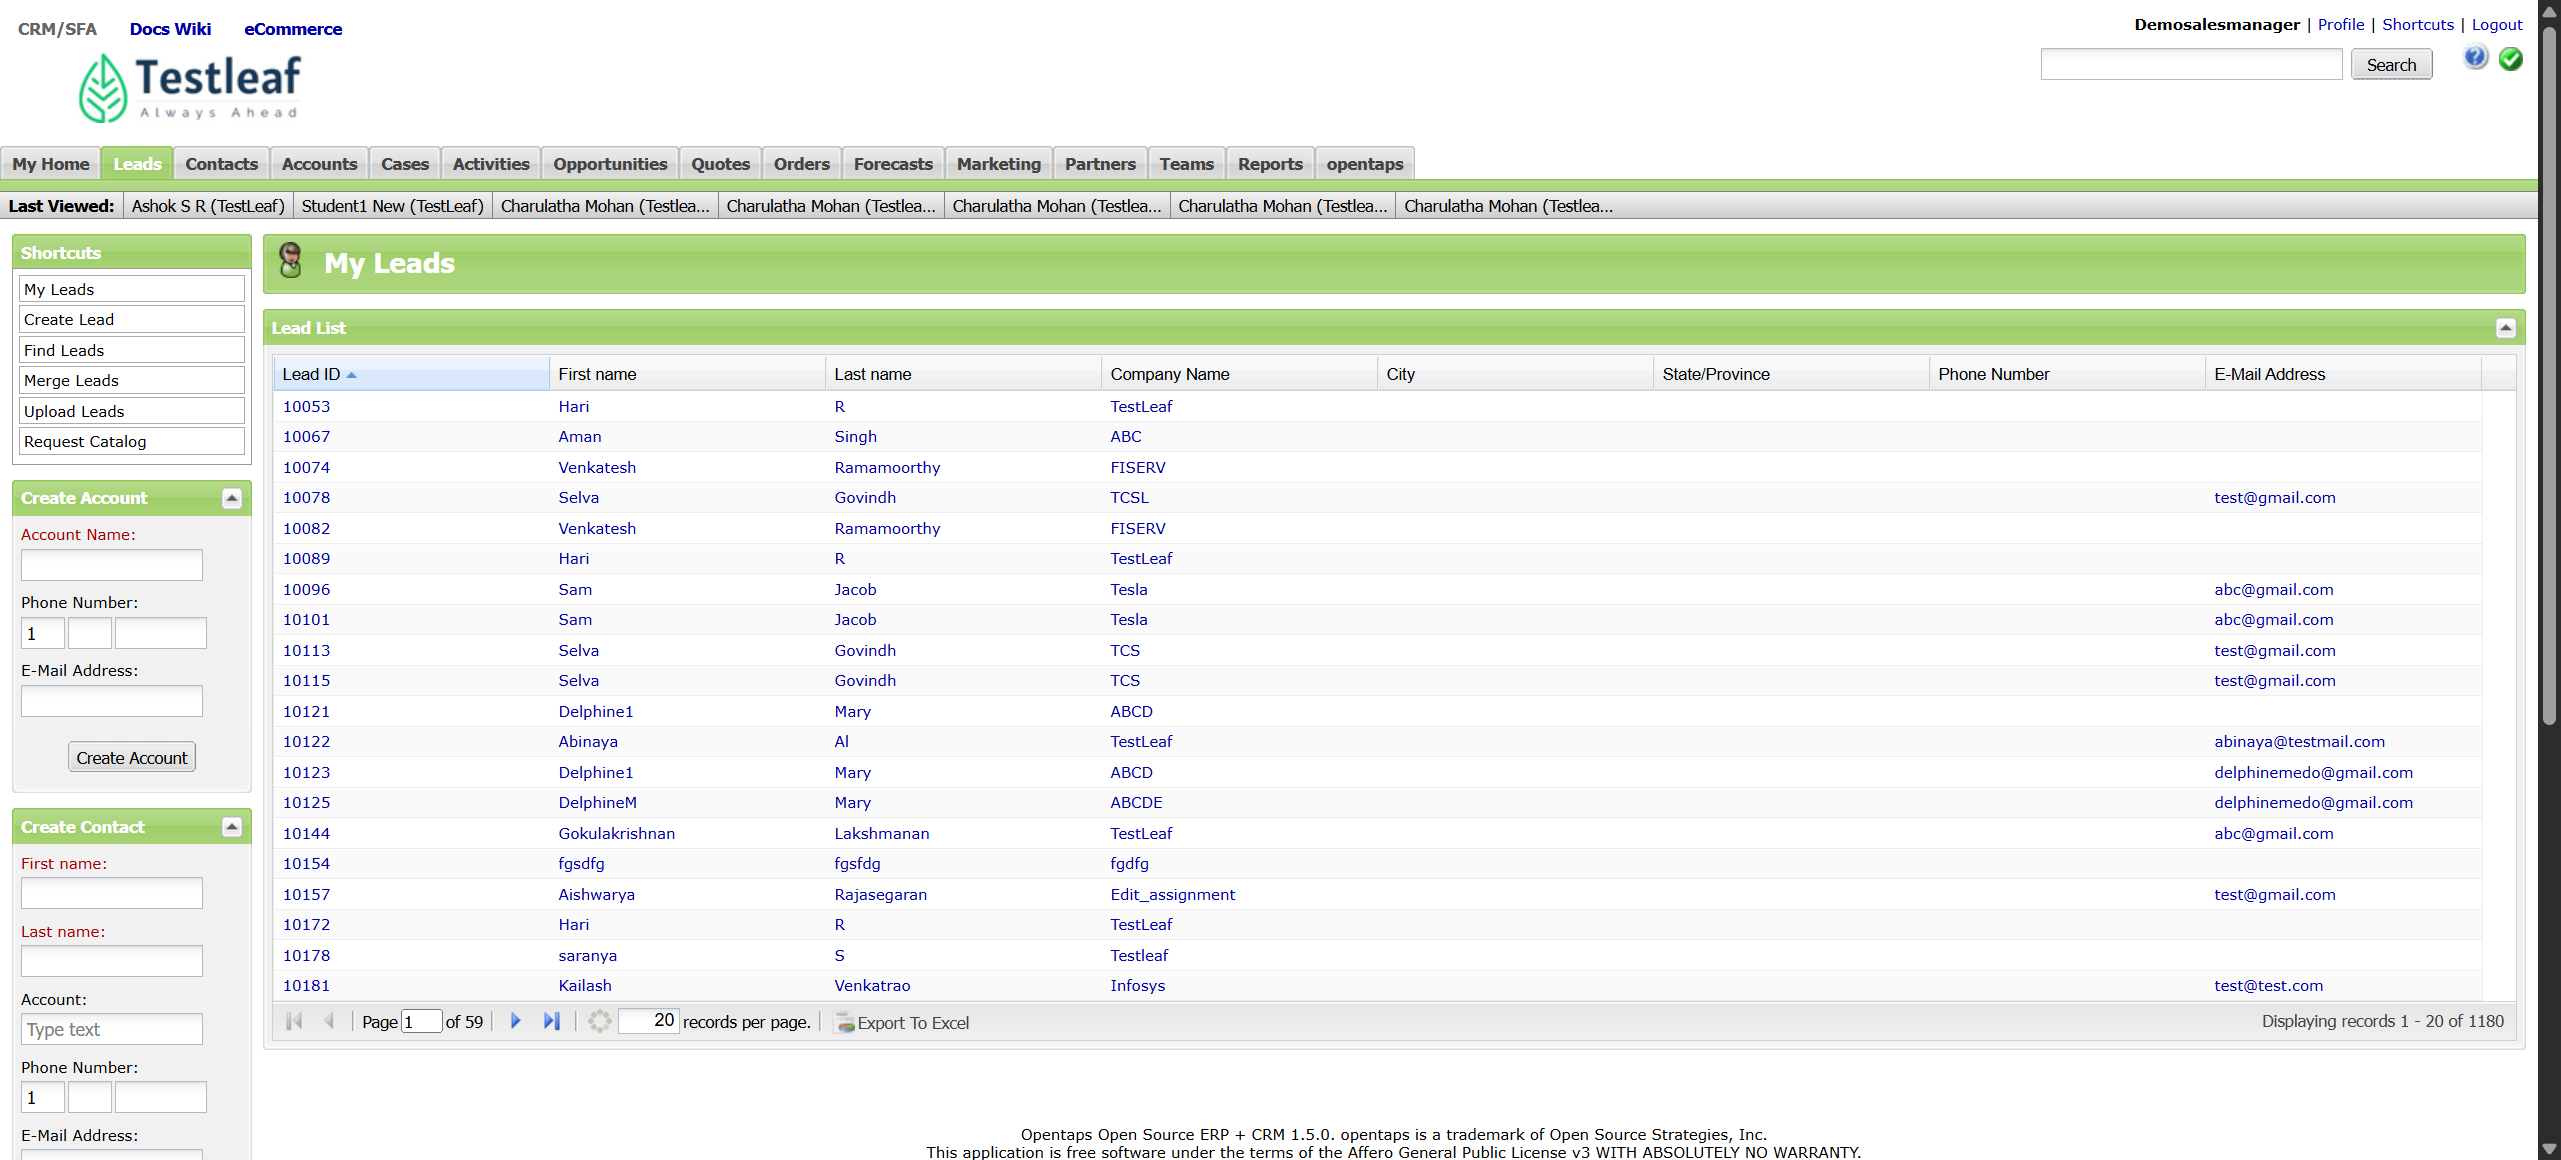 CRM/SFA Docs Wiki eCommerce
Demosalesmanager | Profile | Shortcuts | Logout
Testleaf
Always Ahead
Search
My Home Leads Contacts Accounts Cases Activities Opportunities Quotes Orders Forecasts Marketing Partners Teams Reports opentaps
Last Viewed: Ashok S R (TestLeaf) Student1 New (TestLeaf) Charulatha Mohan (Testlea... Charulatha Mohan (Testlea... Charulatha Mohan (Testlea... Charulatha Mohan (Testlea... Charulatha Mohan (Testlea...
Shortcuts
My Leads
Create Lead
Find Leads
Merge Leads
Upload Leads
Request Catalog
Create Account
Account Name:
Phone Number:
1
E-Mail Address:
Create Account
Create Contact
First name:
Last name:
Account:
Type text
Phone Number:
1
E-Mail Address:
My Leads
Lead List
Lead ID First name Last name Company Name City State/Province Phone Number E-Mail Address
10053 Hari R TestLeaf
10067 Aman Singh ABC
10074 Venkatesh Ramamoorthy FISERV
10078 Selva Govindh TCSL test@gmail.com
10082 Venkatesh Ramamoorthy FISERV
10089 Hari R TestLeaf
10096 Sam Jacob Tesla abc@gmail.com
10101 Sam Jacob Tesla abc@gmail.com
10113 Selva Govindh TCS test@gmail.com
10115 Selva Govindh TCS test@gmail.com
10121 Delphine1 Mary ABCD
10122 Abinaya Al TestLeaf abinaya@testmail.com
10123 Delphine1 Mary ABCD delphinemedo@gmail.com
10125 DelphineM Mary ABCDE delphinemedo@gmail.com
10144 Gokulakrishnan Lakshmanan TestLeaf abc@gmail.com
10154 fgsdfg fgsfdg fgdfg
10157 Aishwarya Rajasegaran Edit_assignment test@gmail.com
10172 Hari R TestLeaf
10178 saranya S Testleaf
10181 Kailash Venkatrao Infosys test@test.com
Page 1 of 59 20 records per page. Export To Excel Displaying records 1 - 20 of 1180
Opentaps Open Source ERP + CRM 1.5.0. opentaps is a trademark of Open Source Strategies, Inc.
This application is free software under the terms of the Affero General Public License v3 WITH ABSOLUTELY NO WARRANTY.